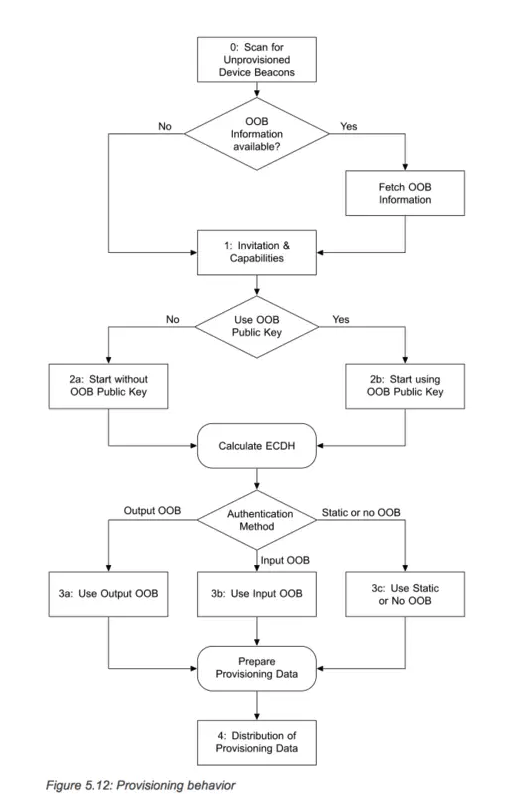 0: Scan for
Unprovisioned
Device Beacons
OOB
Information
available?
No
Yes
Fetch OOB
Information
1: Invitation &
Capabilities
Use OOB
Public Key
No
Yes
2a: Start without
OOB Public Key
2b: Start using
OOB Public Key
Calculate ECDH
Authentication
Method
Output OOB
Input OOB
Static or no OOB
3a: Use Output OOB
3b: Use Input OOB
3c: Use Static
or No OOB
Prepare
Provisioning Data
4: Distribution of
Provisioning Data
Figure 5.12: Provisioning behavior